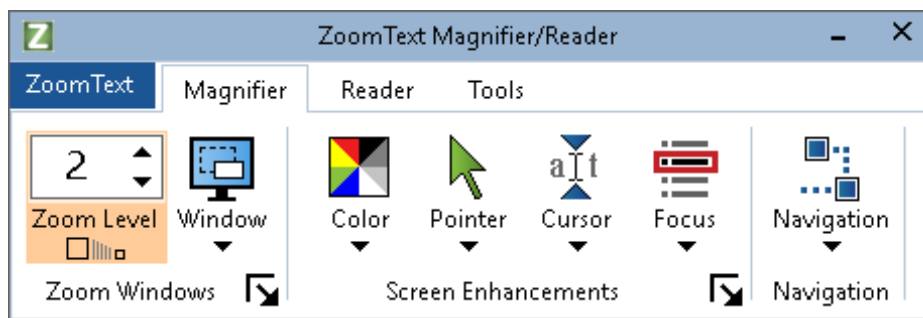 Z ZoomText Magnifier/Reader
ZoomText Magnifier Reader Tools
2 a t
Zoom Level Window Color Pointer Cursor Focus Navigation
Zoom Windows Screen Enhancements Navigation